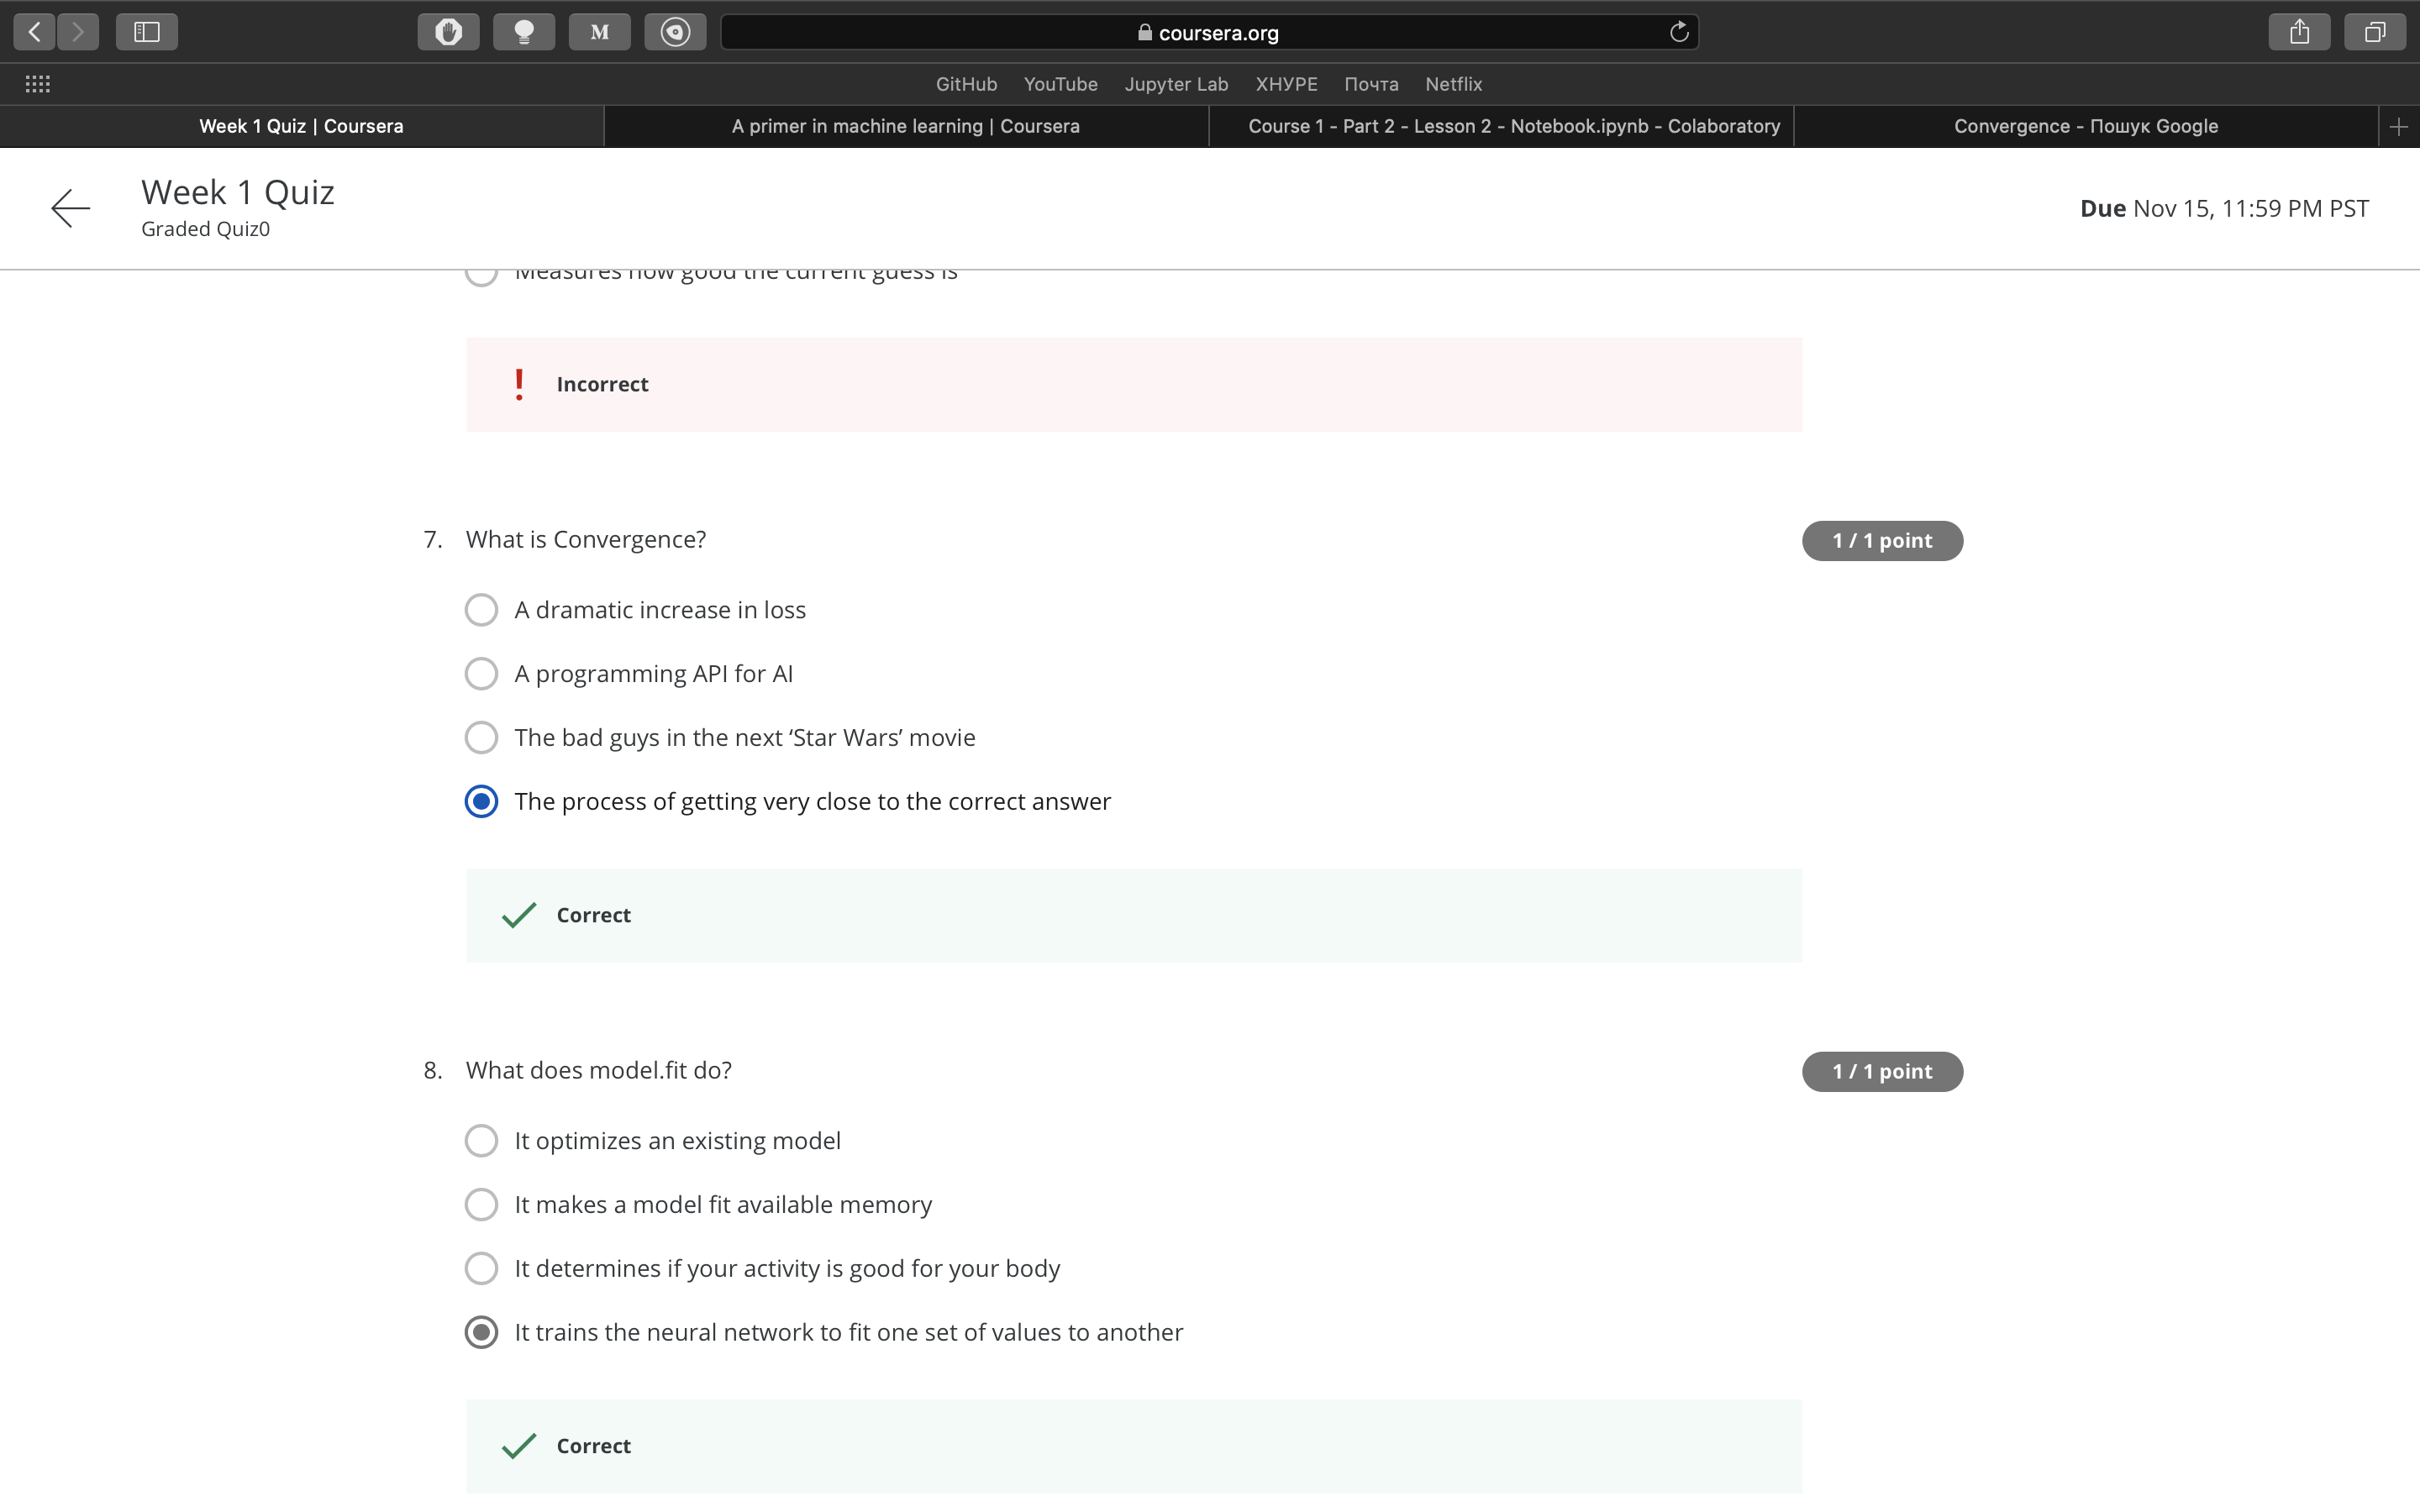 M
coursera.org
GitHub YouTube Jupyter Lab ХНУРЕ Почта Netflix
Week 1 Quiz | Coursera
A primer in machine learning | Coursera
Course 1 - Part 2 - Lesson 2 - Notebook.ipynb - Colaboratory
Convergence - Пошук Google
Week 1 Quiz
Graded Quiz0
Due Nov 15, 11:59 PM PST
Measures how good the current guess is
Incorrect
7. What is Convergence?
1 / 1 point
A dramatic increase in loss
A programming API for AI
The bad guys in the next ‘Star Wars’ movie
The process of getting very close to the correct answer
Correct
8. What does model.fit do?
1 / 1 point
It optimizes an existing model
It makes a model fit available memory
It determines if your activity is good for your body
It trains the neural network to fit one set of values to another
Correct